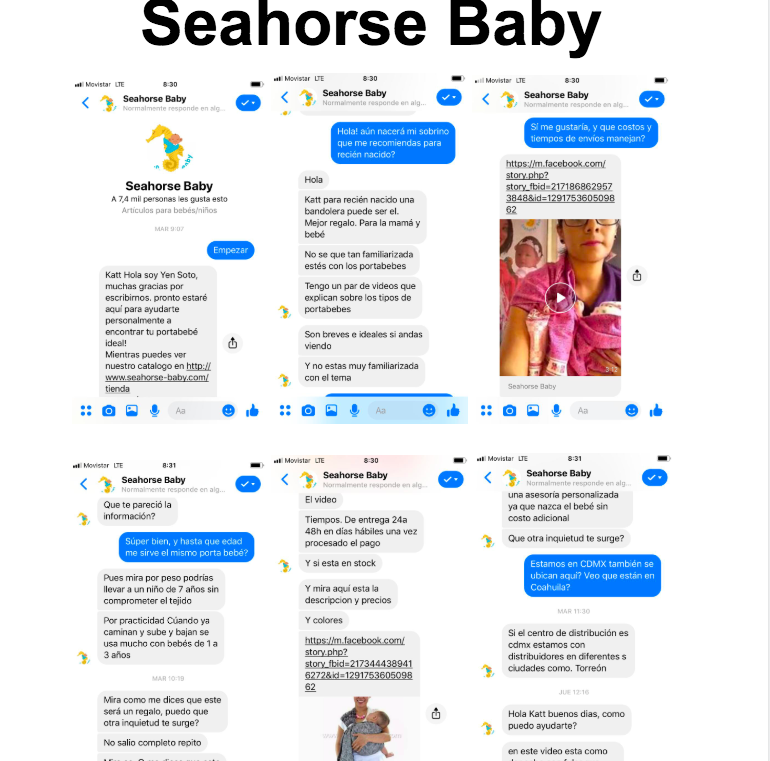 Seahorse Baby
Movistar LTE 8:30
Seahorse Baby
Normalmente responde en alg...
Seahorse Baby
A 7,4 mil personas les gusta esto
Artículos para bebés/niños
MAR 9:07
Empezar
Katt Hola soy Yen Soto,
muchas gracias por
escribirnos. pronto estaré
aquí para ayudarte
personalmente a
encontrar tu portabebé
ideal!
Mientras puedes ver
nuestro catalogo en http://
www.seahorse-baby.com/
tienda
Aa
Movistar LTE 8:30
Seahorse Baby
Normalmente responde en alg...
Hola! aún nacerá mi sobrino
que me recomiendas para
recién nacido?
Hola
Katt para recién nacido una
bandolera puede ser el.
Mejor regalo. Para la mamá y
bebé
No se que tan familiarizada
estés con los portabebes
Tengo un par de videos que
explican sobre los tipos de
portabebes
Son breves e ideales si andas
viendo
Y no estas muy familiarizada
con el tema
Aa
Movistar LTE 8:30
Seahorse Baby
Normalmente responde en alg...
Sí me gustaría, y que costos y
tiempos de envíos manejan?
https://m.facebook.com/
story.php?
story_fbid=217186862957
3848&id=1291753605098
62
3:12
Seahorse Baby
Aa
Movistar LTE 8:31
Seahorse Baby
Normalmente responde en alg...
Que te pareció la
información?
Súper bien, y hasta que edad
me sirve el mismo porta bebé?
Pues mira por peso podrías
llevar a un niño de 7 años sin
comprometer el tejido
Por practicidad Cúando ya
caminan y sube y bajan se
usa mucho con bebés de 1 a
3 años
MAR 10:19
Mira como me dices que este
será un regalo, puedo que
otra inquietud te surge?
No salio completo repito
Movistar LTE 8:30
Seahorse Baby
Normalmente responde en alg...
El video
Tiempos. De entrega 24a
48h en días hábiles una vez
procesado el pago
Y si esta en stock
Y mira aquí esta la
descripcion y precios
Y colores
https://m.facebook.com/
story.php?
story_fbid=217344438941
6272&id=1291753605098
62
Movistar LTE 8:31
Seahorse Baby
Normalmente responde en alg...
una asesoría personalizada
ya que nazca el bebé sin
costo adicional
Que otra inquietud te surge?
Estamos en CDMX también se
ubican aquí? Veo que están en
Coahuila?
MAR 11:30
Si el centro de distribución es
cdmx estamos con
distribuidores en diferentes s
ciudades como. Torreón
JUE 12:16
Hola Katt buenos dias, como
puedo ayudarte?
en este video esta como